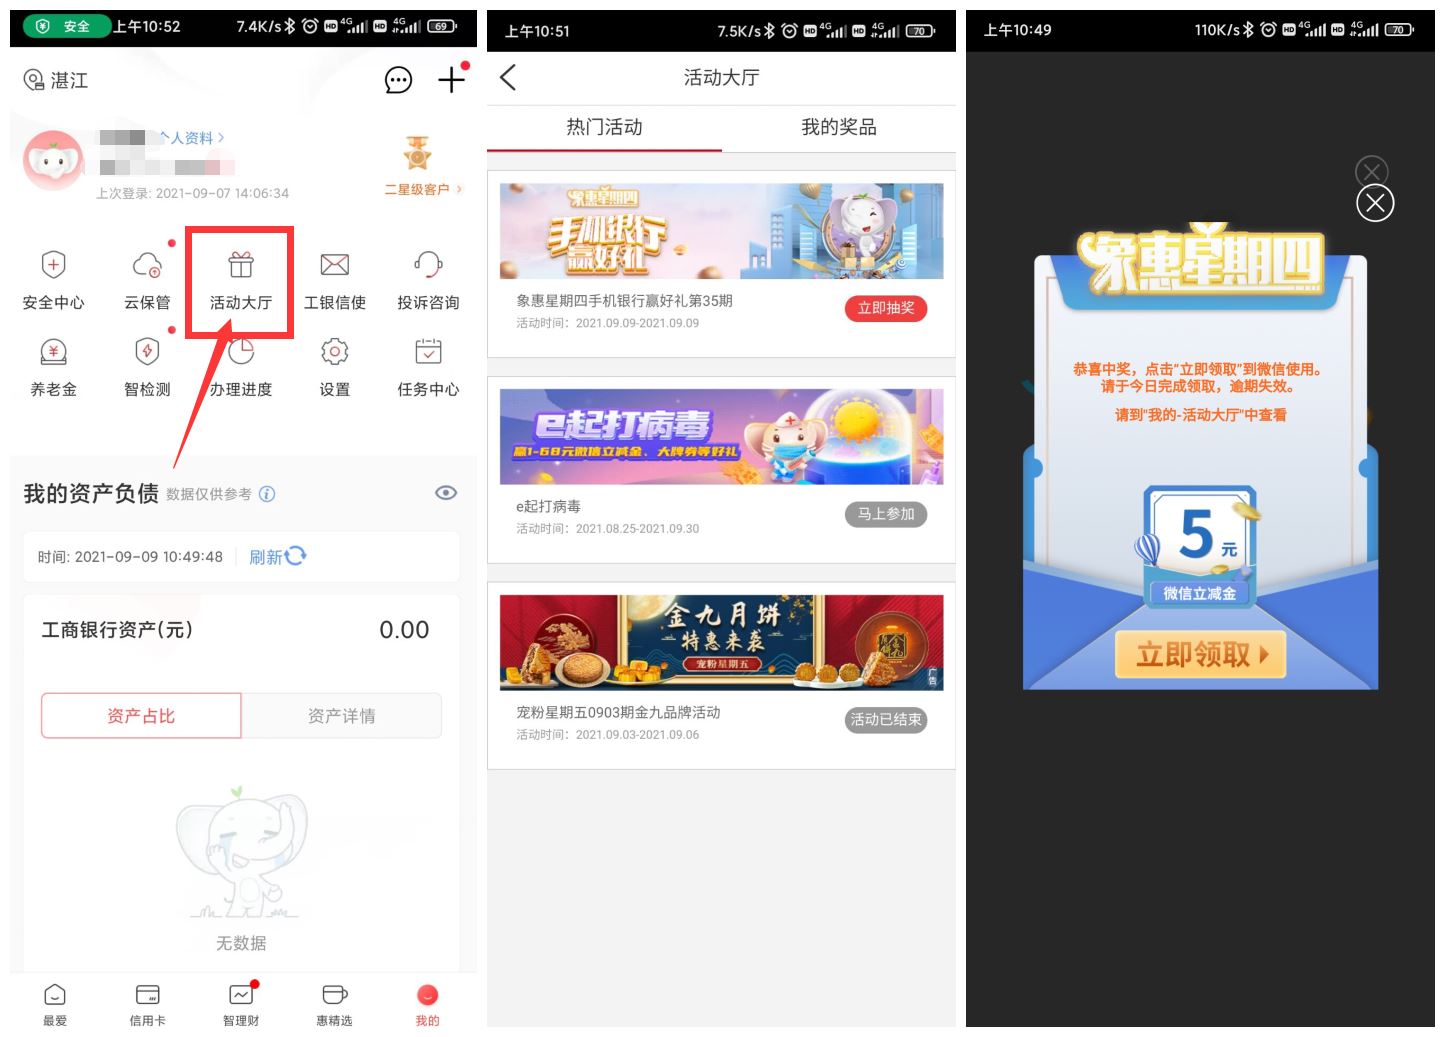 安全 上午10:52 7.4K/s HD 4G HD 4G 69
湛江
个人资料 >
上次登录: 2021-09-07 14:06:34
二星级客户 >
安全中心 云保管 活动大厅 工银信使 投诉咨询
养老金 智检测 办理进度 设置 任务中心
我的资产负债 数据仅供参考
时间: 2021-09-09 10:49:48 刷新
工商银行资产(元) 0.00
资产占比 资产详情
无数据
最爱 信用卡 智理财 惠精选 我的
上午10:51 7.5K/s HD 4G HD 4G 70
活动大厅
热门活动 我的奖品
象惠星期四
手机银行
赢好礼
象惠星期四手机银行赢好礼第35期
活动时间：2021.09.09-2021.09.09
立即抽奖
e起打病毒
赢1-68元微信立减金、大牌券等好礼
e起打病毒
活动时间：2021.08.25-2021.09.30
马上参加
金九月饼
特惠来袭
宠粉星期五
广告
宠粉星期五0903期金九品牌活动
活动时间：2021.09.03-2021.09.06
活动已结束
上午10:49 110K/s HD 4G HD 4G 70
象惠星期四
恭喜中奖，点击“立即领取”到微信使用。
请于今日完成领取，逾期失效。
请到"我的-活动大厅"中查看
5元
微信立减金
立即领取